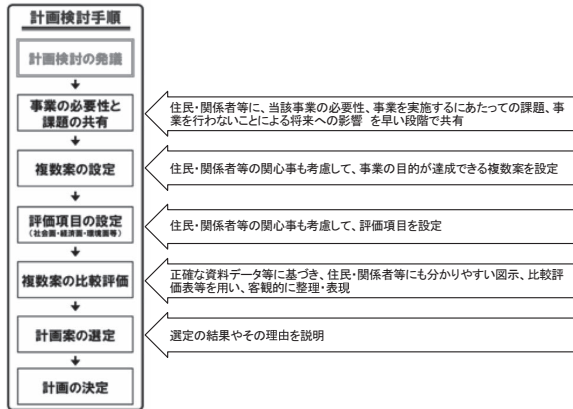 計画検討手順
計画検討の発議
事業の必要性と
課題の共有
住民・関係者等に、当該事業の必要性、事業を実施するにあたっての課題、事
業を行わないことによる将来への影響 を早い段階で共有
複数案の設定
住民・関係者等の関心事も考慮して、事業の目的が達成できる複数案を設定
評価項目の設定
（社会面・経済面・環境面等）
住民・関係者等の関心事も考慮して、評価項目を設定
複数案の比較評価
正確な資料データ等に基づき、住民・関係者等にも分かりやすい図示、比較評
価表等を用い、客観的に整理・表現
計画案の選定
選定の結果やその理由を説明
計画の決定